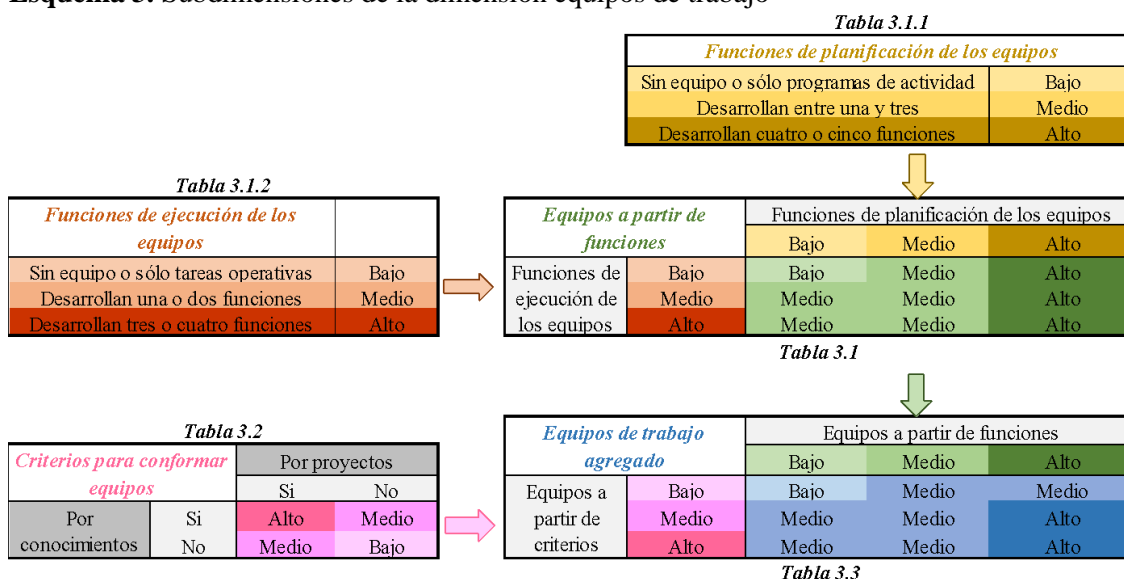 Esquema 3. Subdimensiones de la dimensión equipos de trabajo
Tabla 3.1.1
Funciones de planificación de los equipos
Sin equipo o sólo programas de actividad Bajo
Desarrollan entre una y tres Medio
Desarrollan cuatro o cinco funciones Alto
Tabla 3.1.2
Funciones de ejecución de los
equipos
Sin equipo o sólo tareas operativas Bajo
Desarrollan una o dos funciones Medio
Desarrollan tres o cuatro funciones Alto
Equipos a partir de
funciones
Funciones de planificación de los equipos
Bajo Medio Alto
Funciones de Bajo Bajo Medio Alto
ejecución de Medio Medio Medio Alto
los equipos Alto Medio Medio Alto
Tabla 3.1
Tabla 3.2
Criterios para conformar
equipos
Por proyectos
Si No
Por Si Alto Medio
conocimientos No Medio Bajo
Equipos de trabajo
agregado
Equipos a partir de funciones
Bajo Medio Alto
Equipos a Bajo Bajo Medio Medio
partir de Medio Medio Medio Alto
criterios Alto Medio Medio Alto
Tabla 3.3